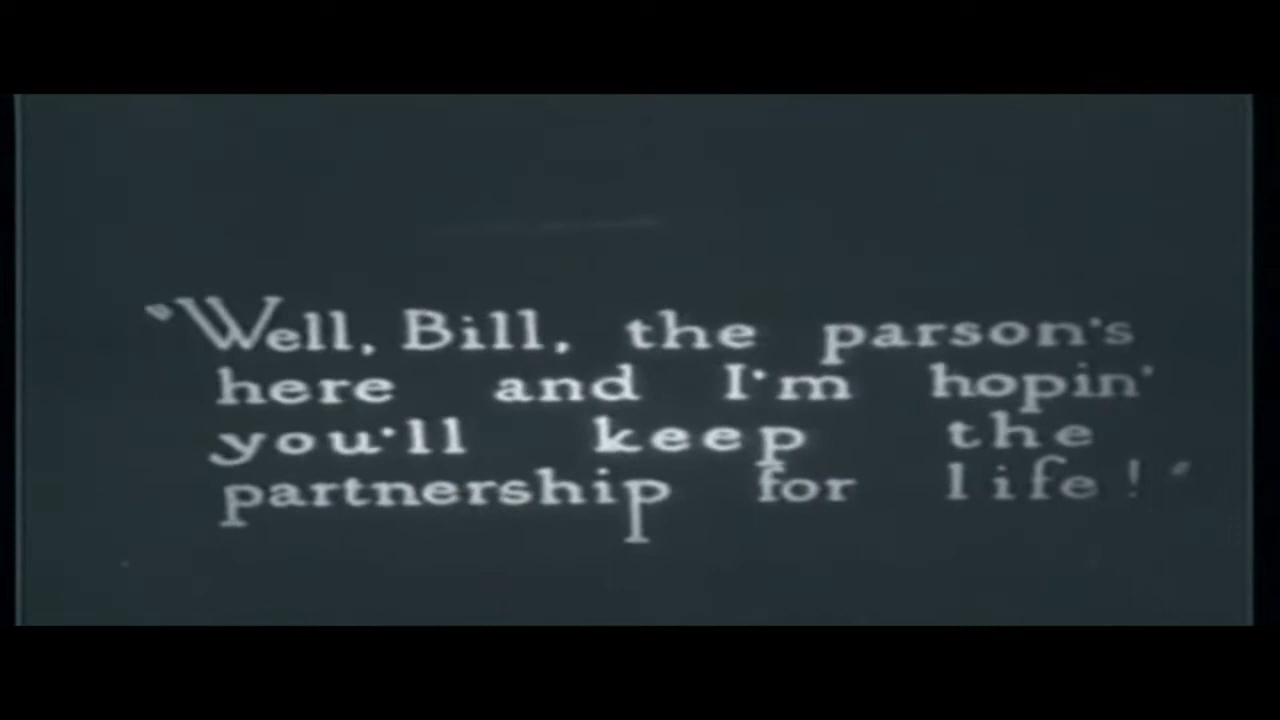 "Well, Bill, the parson's
here and I'm hopin'
you'll keep the
partnership for life!"